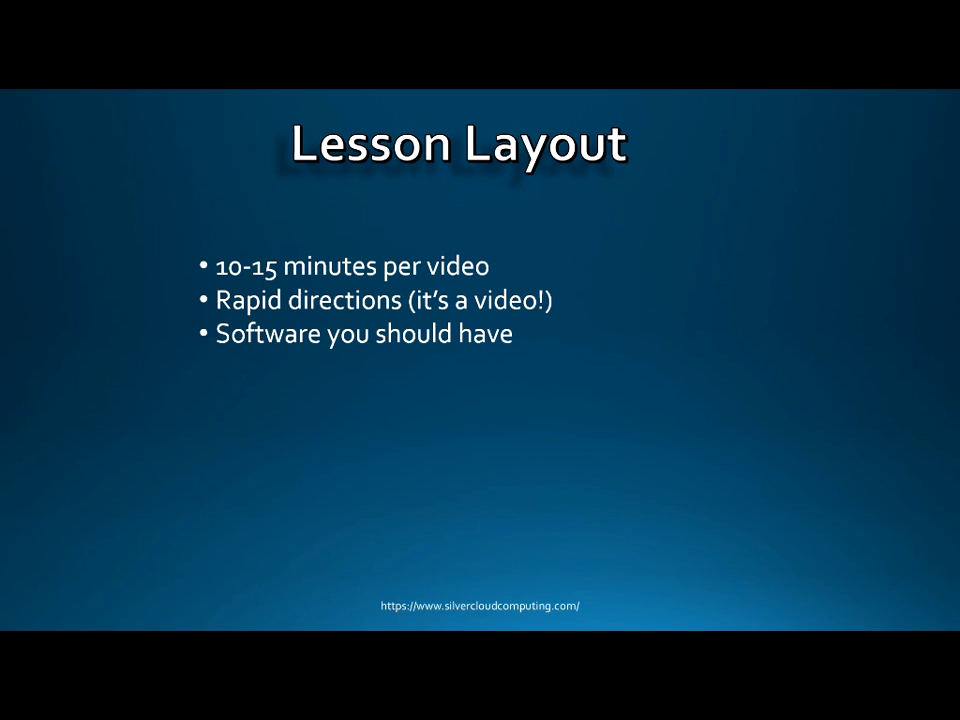 Lesson Layout
• 10-15 minutes per video
• Rapid directions (it's a video!)
• Software you should have
https://www.silvercloudcomputing.com/